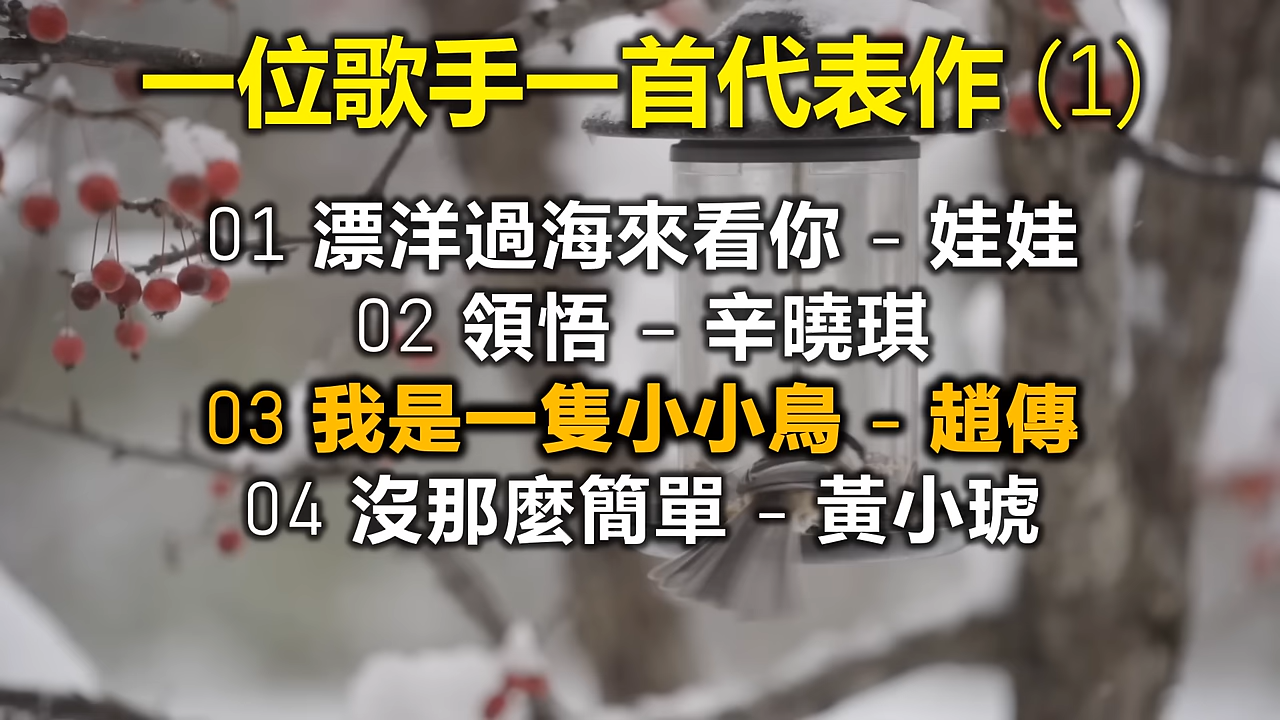 一位歌手一首代表作 (1)
01 漂洋過海來看你 - 娃娃
02 領悟 - 辛曉琪
03 我是一隻小小鳥 - 趙傳
04 沒那麼簡單 - 黃小琥